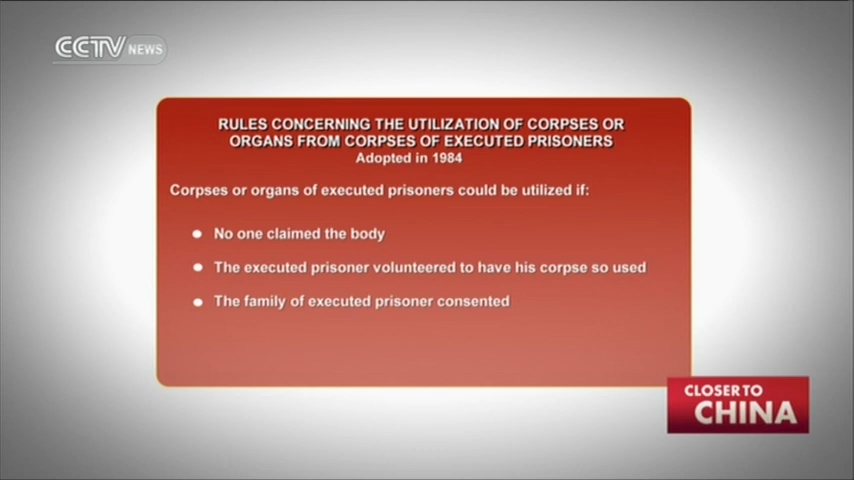 CCTV NEWS
RULES CONCERNING THE UTILIZATION OF CORPSES OR
ORGANS FROM CORPSES OF EXECUTED PRISONERS
Adopted in 1984
Corpses or organs of executed prisoners could be utilized if:
No one claimed the body
The executed prisoner volunteered to have his corpse so used
The family of executed prisoner consented
CLOSER TO
CHINA